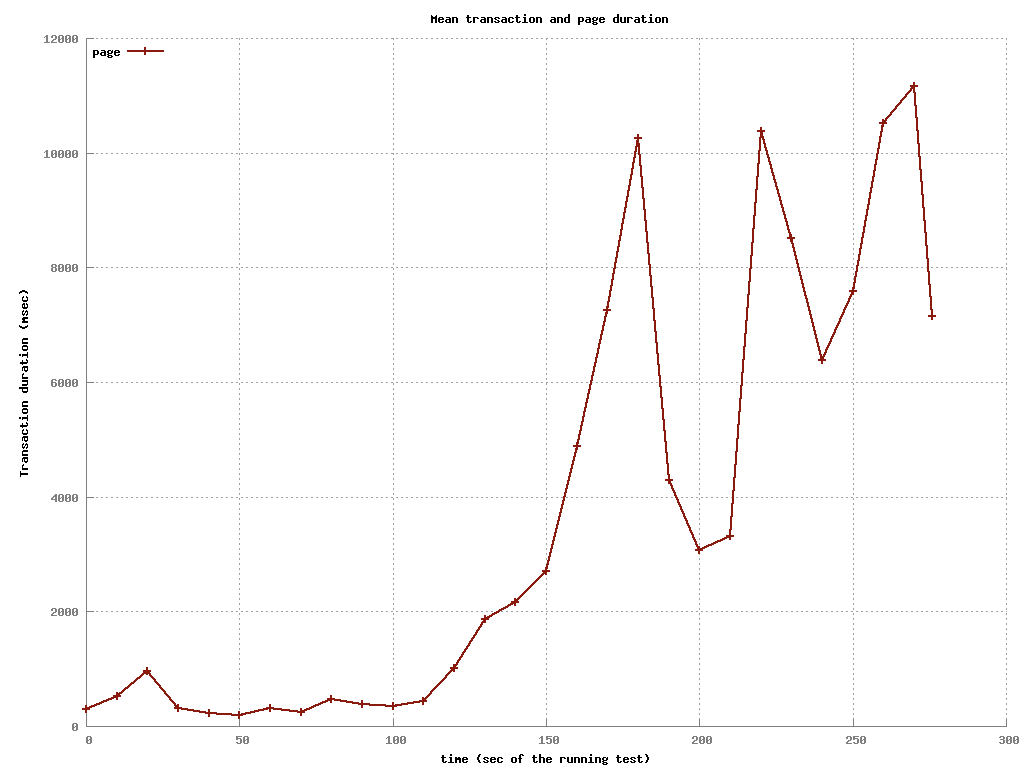 Mean transaction and page duration
12000
page
10000
8000
6000
4000
2000
0
Transaction duration (msec)
0 50 100 150 200 250 300
time (sec of the running test)